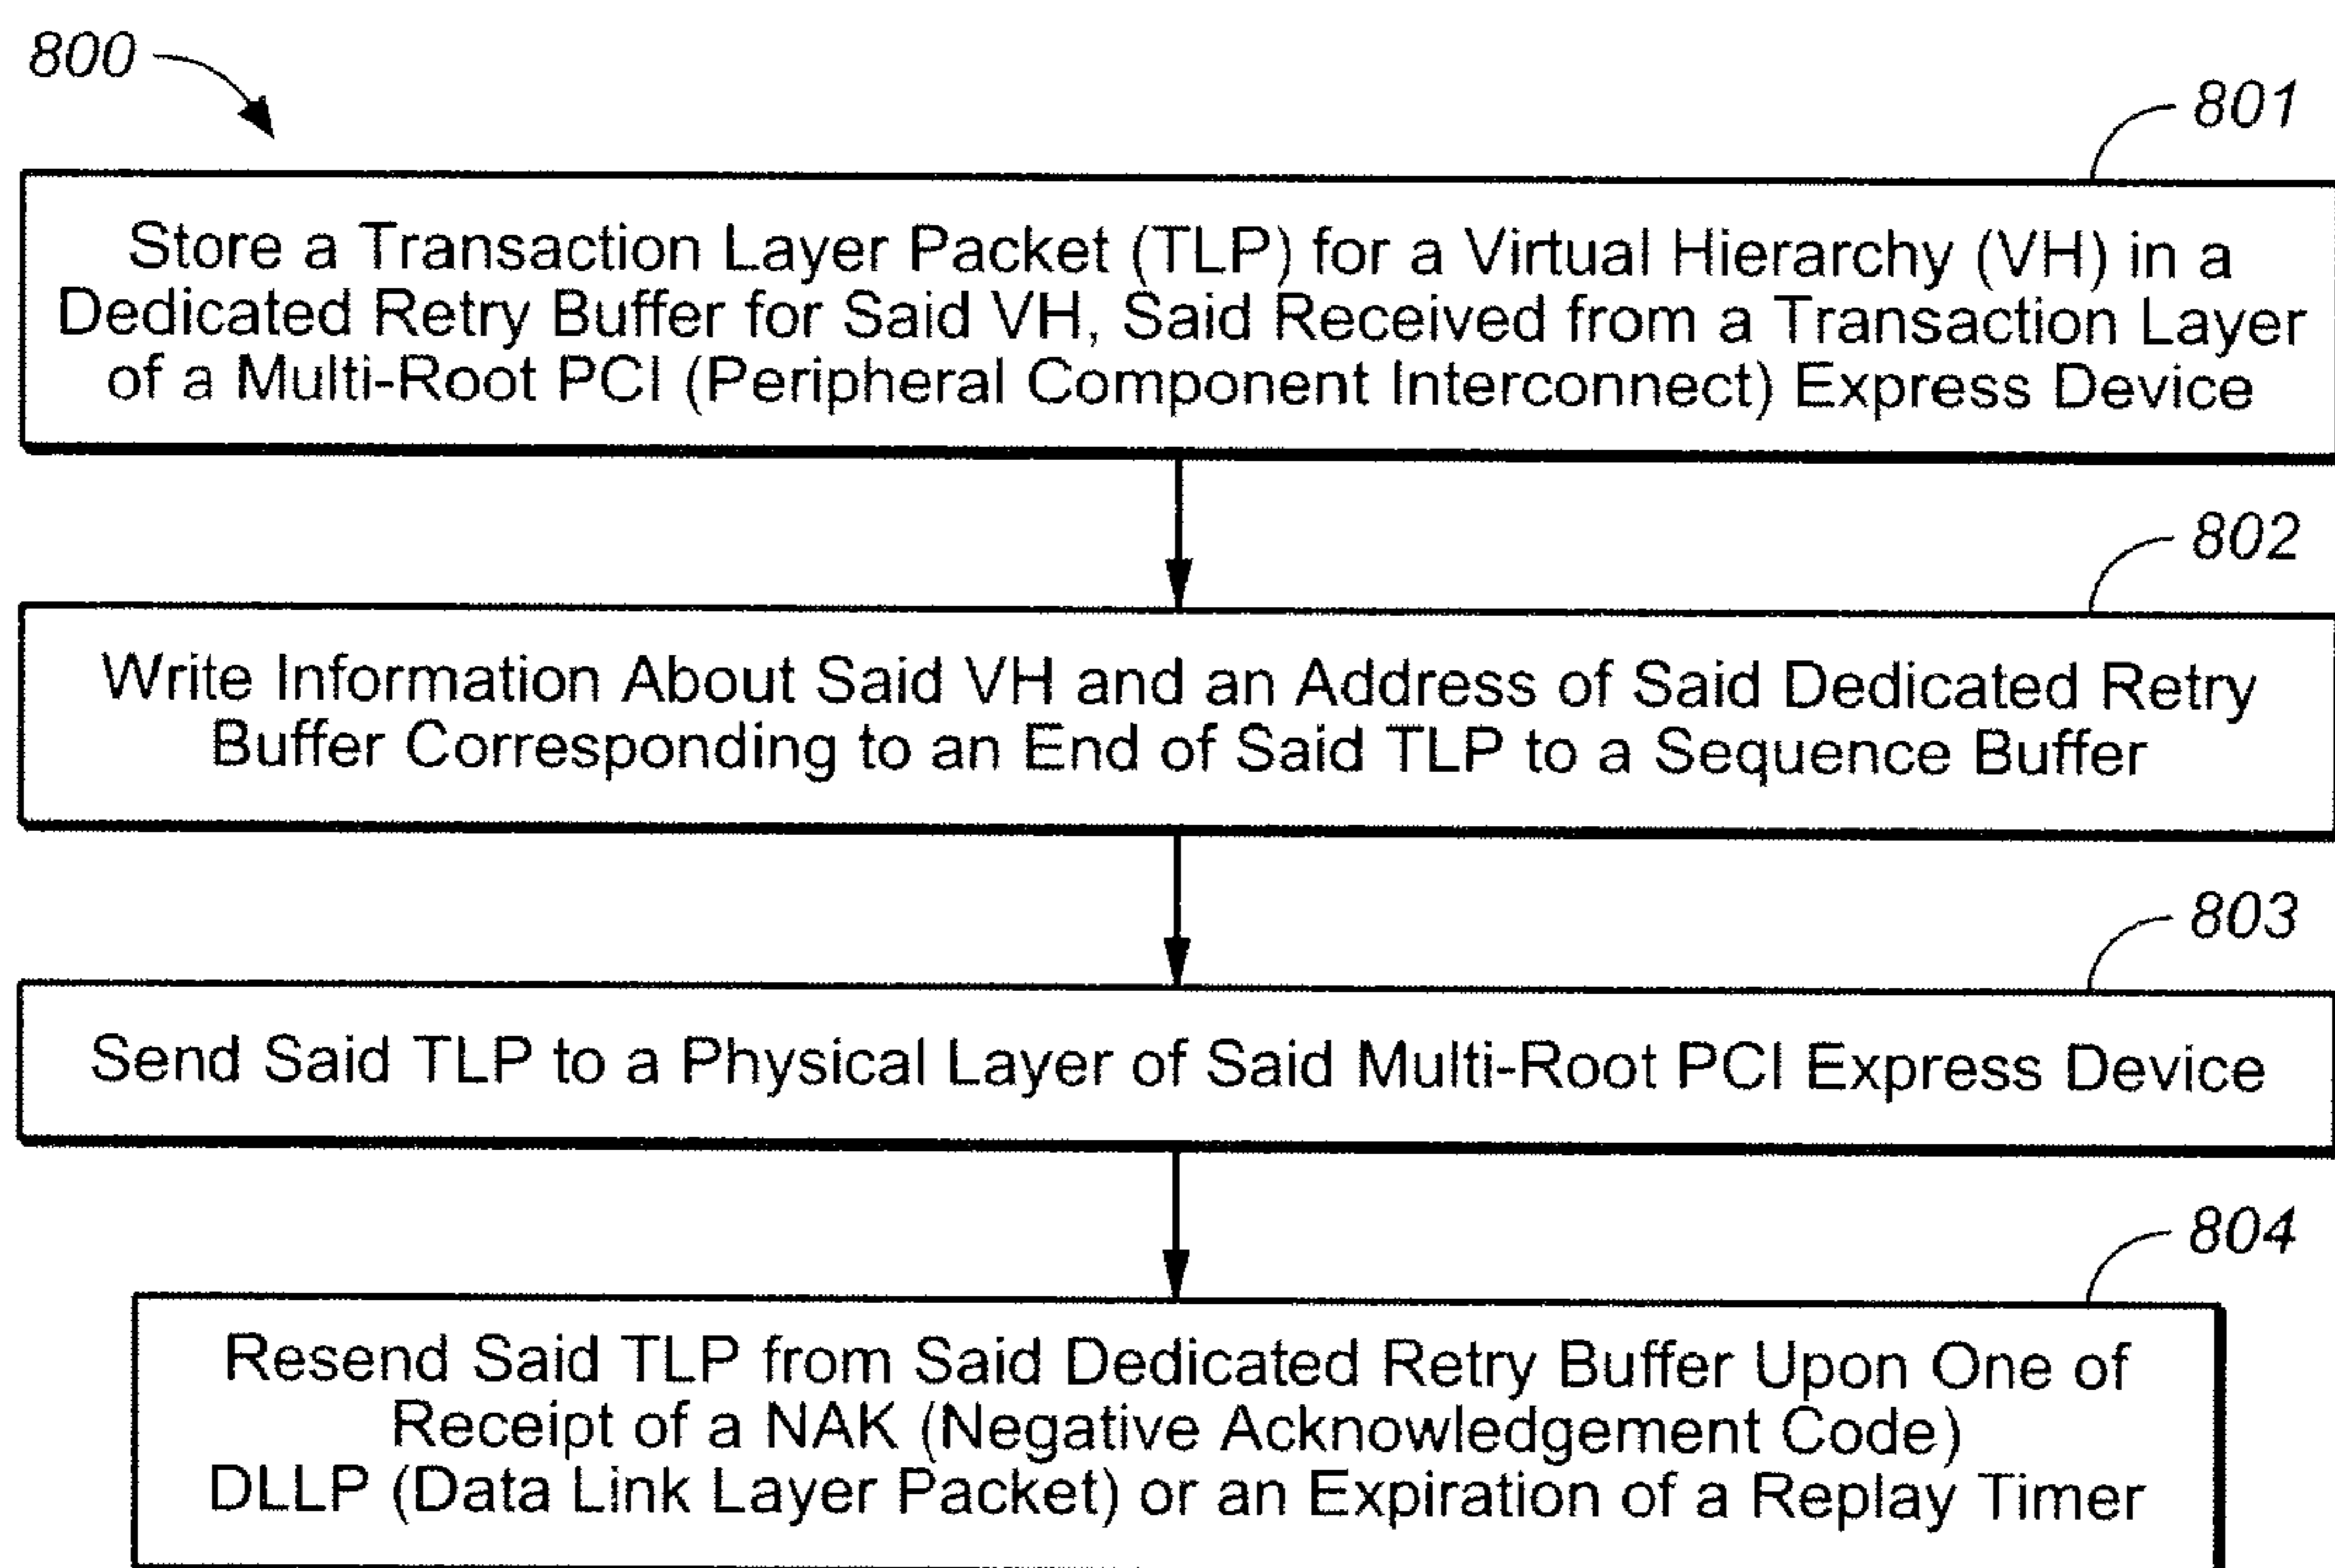 800
801
Store a Transaction Layer Packet (TLP) for a Virtual Hierarchy (VH) in a
Dedicated Retry Buffer for Said VH, Said Received from a Transaction Layer
of a Multi-Root PCI (Peripheral Component Interconnect) Express Device
802
Write Information About Said VH and an Address of Said Dedicated Retry
Buffer Corresponding to an End of Said TLP to a Sequence Buffer
803
Send Said TLP to a Physical Layer of Said Multi-Root PCI Express Device
804
Resend Said TLP from Said Dedicated Retry Buffer Upon One of
Receipt of a NAK (Negative Acknowledgement Code)
DLLP (Data Link Layer Packet) or an Expiration of a Replay Timer